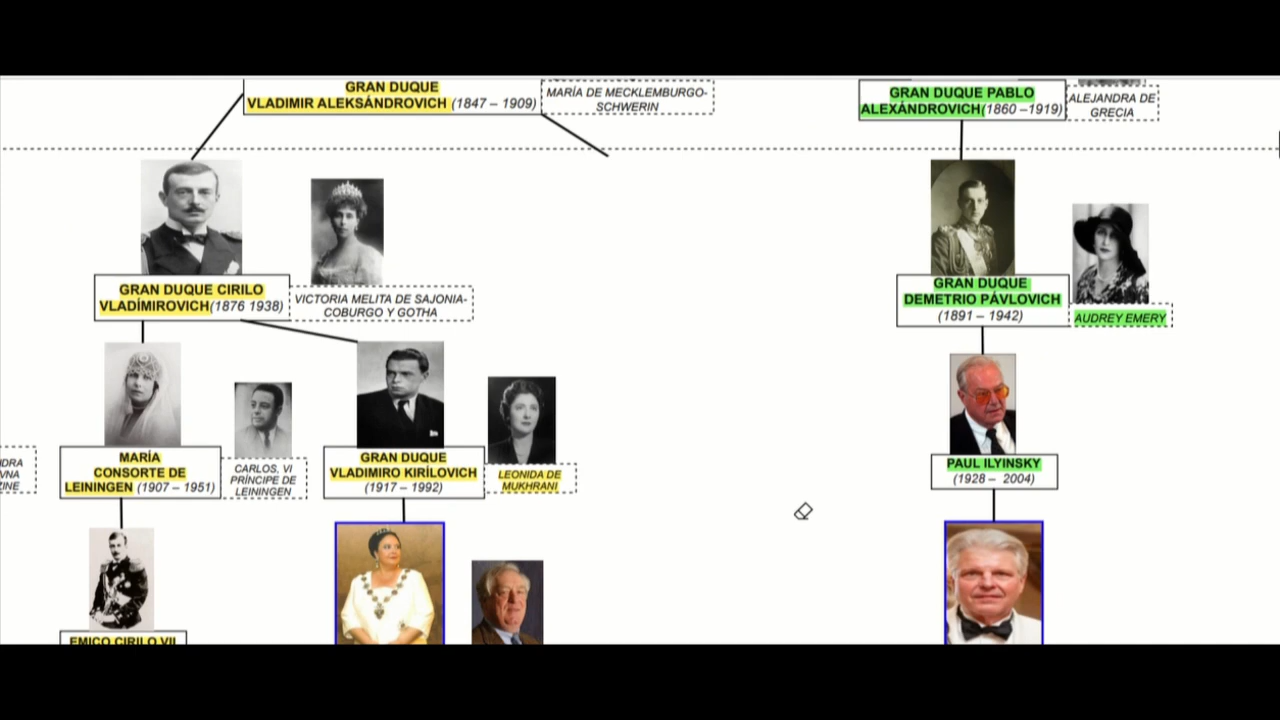 GRAN DUQUE
VLADIMIR ALEKSÁNDROVICH (1847 – 1909)
MARÍA DE MECKLEMBURGO-
SCHWERIN
GRAN DUQUE PABLO
ALEXÁNDROVICH(1860 –1919)
ALEJANDRA DE
GRECIA
GRAN DUQUE CIRILO
VLADÍMIROVICH(1876 1938)
VICTORIA MELITA DE SAJONIA-
COBURGO Y GOTHA
GRAN DUQUE
DEMETRIO PÁVLOVICH
(1891 – 1942)
AUDREY EMERY
MARÍA
CONSORTE DE
LEININGEN (1907 – 1951)
CARLOS, VI
PRÍNCIPE DE
LEININGEN
GRAN DUQUE
VLADIMIRO KIRÍLOVICH
(1917 – 1992)
LEONIDA DE
MUKHRANI
PAUL ILYINSKY
(1928 – 2004)
EMICO CIRILO VII